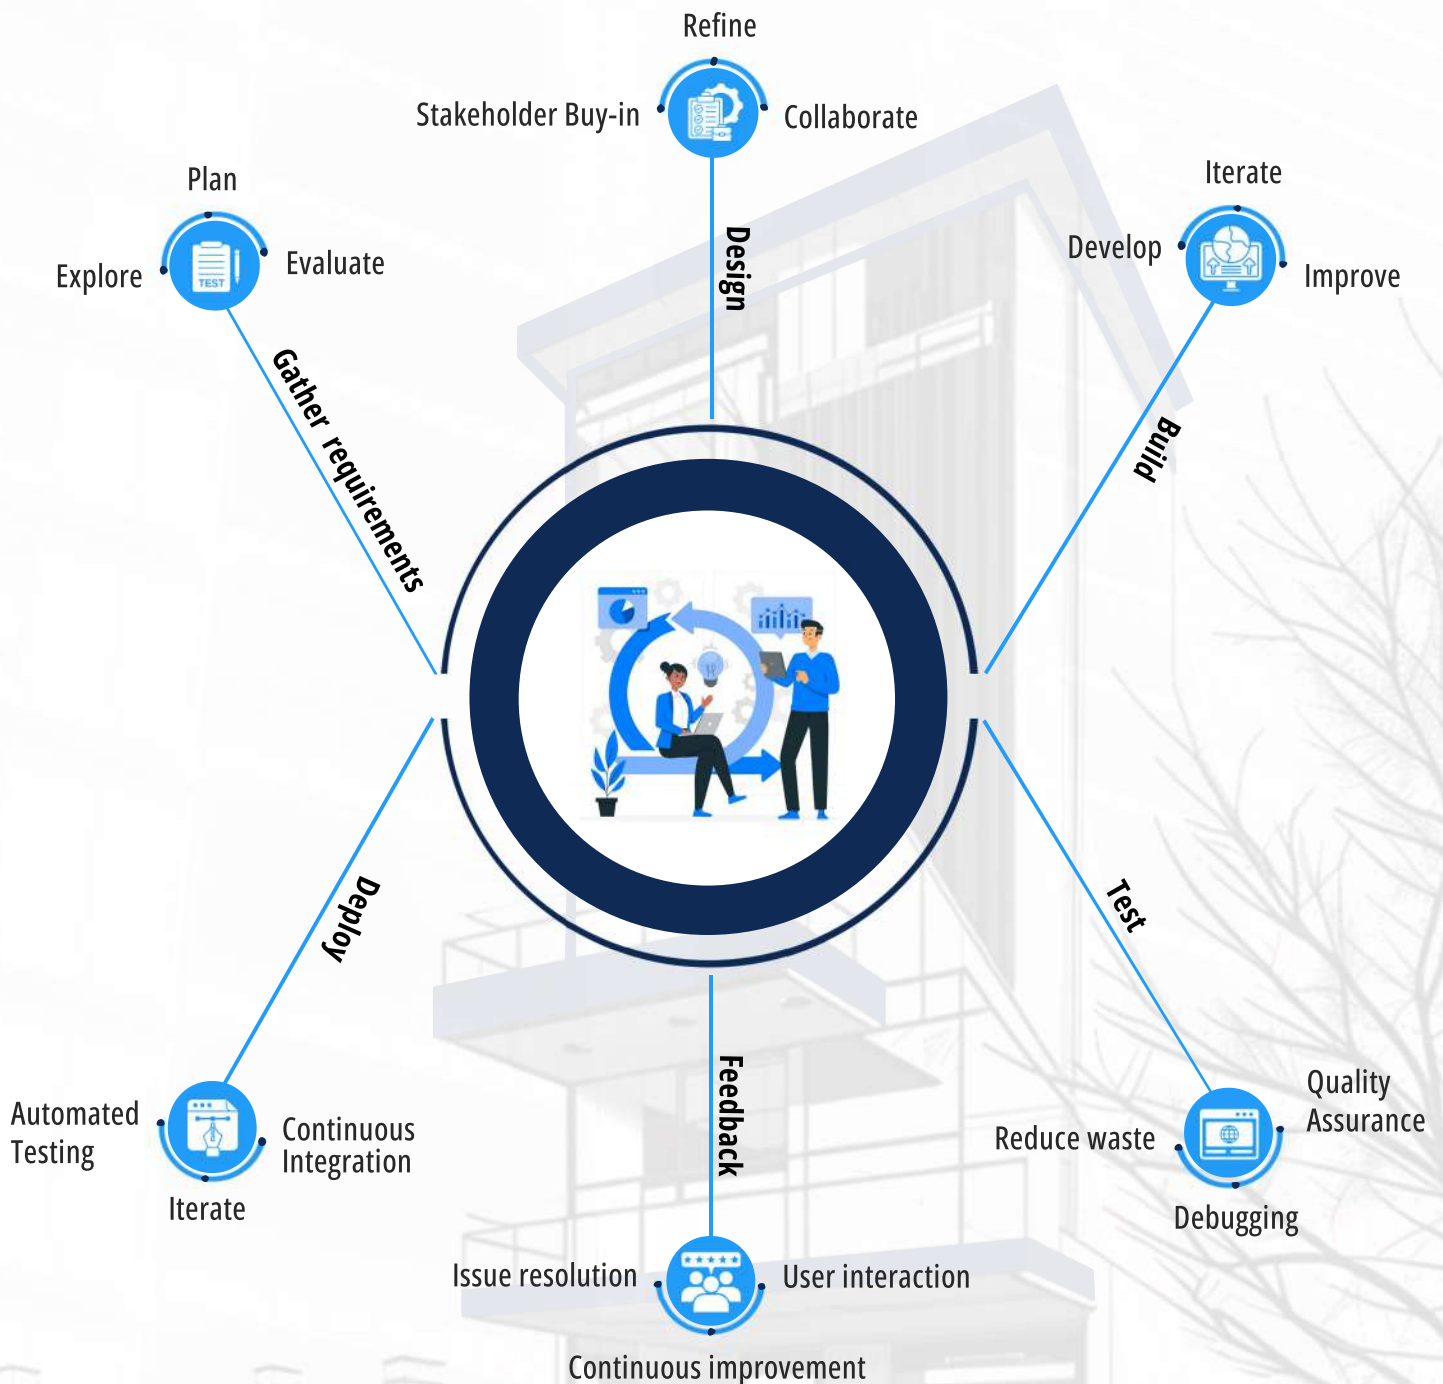 Refine
Stakeholder Buy-in
Collaborate
Design
Plan
Explore
Evaluate
TEST
Gather requirements
Iterate
Develop
Improve
Build
Deploy
Automated
Testing
Continuous
Integration
Iterate
Feedback
Issue resolution
User interaction
Continuous improvement
Test
Quality
Assurance
Reduce waste
Debugging